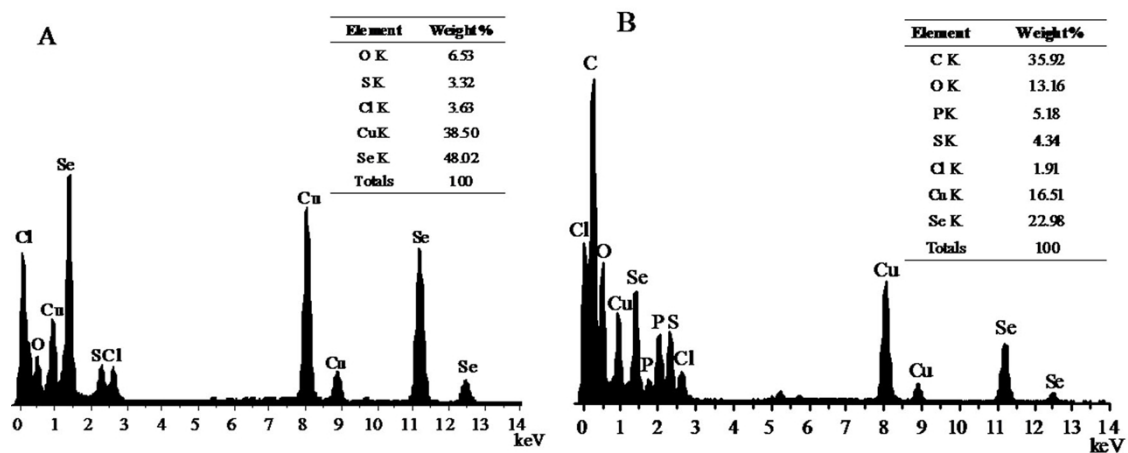 A
Element Weight%
O K 6.53
S K 3.32
Cl K 3.63
Cu K 38.50
Se K 48.02
Totals 100
Se
Cu
Cl
Se
Cu
O
S Cl
Cu
Se
0 1 2 3 4 5 6 7 8 9 10 11 12 13 14
keV
B
Element Weight%
C K 35.92
O K 13.16
P K 5.18
S K 4.34
Cl K 1.91
Cu K 16.51
Se K 22.98
Totals 100
C
Cl
O
Se
Cu
Cu
P S
Se
P
Cl
Cu
Se
0 1 2 3 4 5 6 7 8 9 10 11 12 13 14
keV